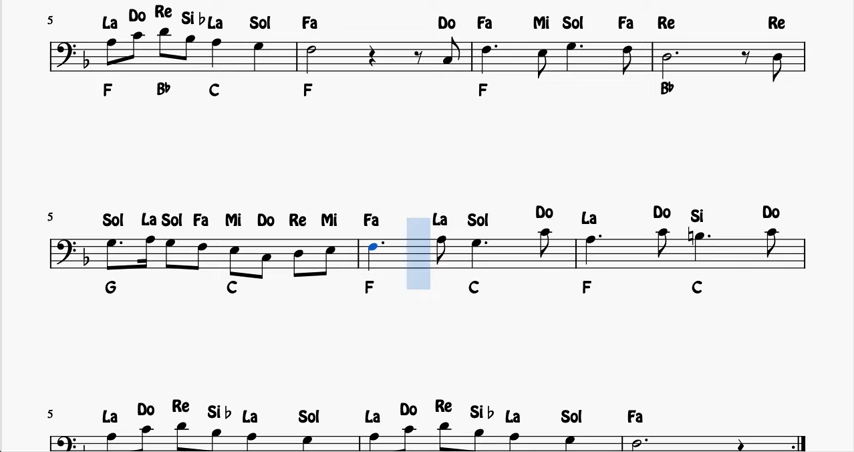 5
La Do Re Si♭ La Sol Fa Do Fa Mi Sol Fa Re Re
F B♭ C F F B♭
5
Sol La Sol Fa Mi Do Re Mi Fa La Sol Do La Do Si Do
G C F C F C
5
La Do Re Si♭ La Sol La Do Re Si♭ La Sol Fa